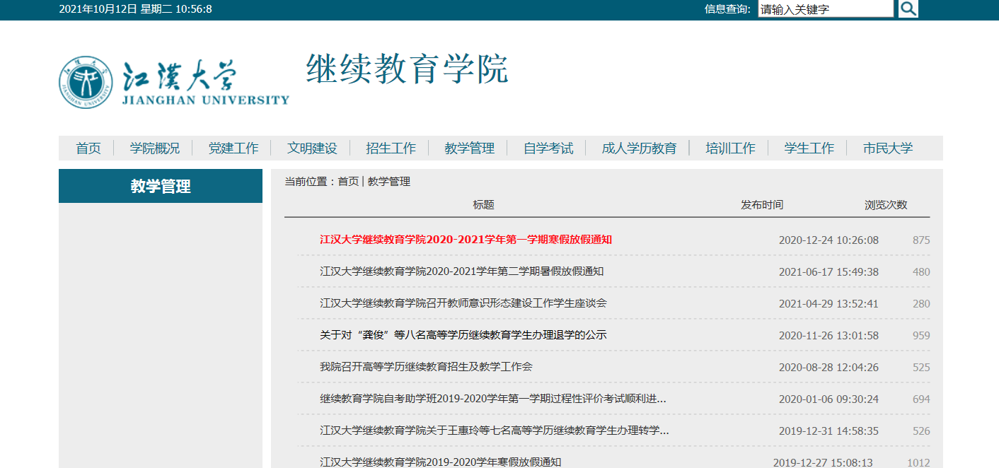 2021年10月12日 星期二 10:56:8 信息查询: 请输入关键字
江汉大学 继续教育学院
JIANGHAN UNIVERSITY
首页 学院概况 党建工作 文明建设 招生工作 教学管理 自学考试 成人学历教育 培训工作 学生工作 市民大学
教学管理
当前位置：首页 | 教学管理
标题 发布时间 浏览次数
江汉大学继续教育学院2020-2021学年第一学期寒假放假通知 2020-12-24 10:26:08 875
江汉大学继续教育学院2020-2021学年第二学期暑假放假通知 2021-06-17 15:49:38 480
江汉大学继续教育学院召开教师意识形态建设工作学生座谈会 2021-04-29 13:52:41 280
关于对“龚俊”等八名高等学历继续教育学生办理退学的公示 2020-11-26 13:01:58 959
我院召开高等学历继续教育招生及教学工作会 2020-08-28 12:04:26 525
继续教育学院自考助学班2019-2020学年第一学期过程性评价考试顺利进... 2020-01-06 09:30:24 694
江汉大学继续教育学院关于王惠玲等七名高等学历继续教育学生办理转学... 2019-12-31 14:58:35 526
江汉大学继续教育学院2019-2020学年寒假放假通知 2019-12-27 15:08:13 1012